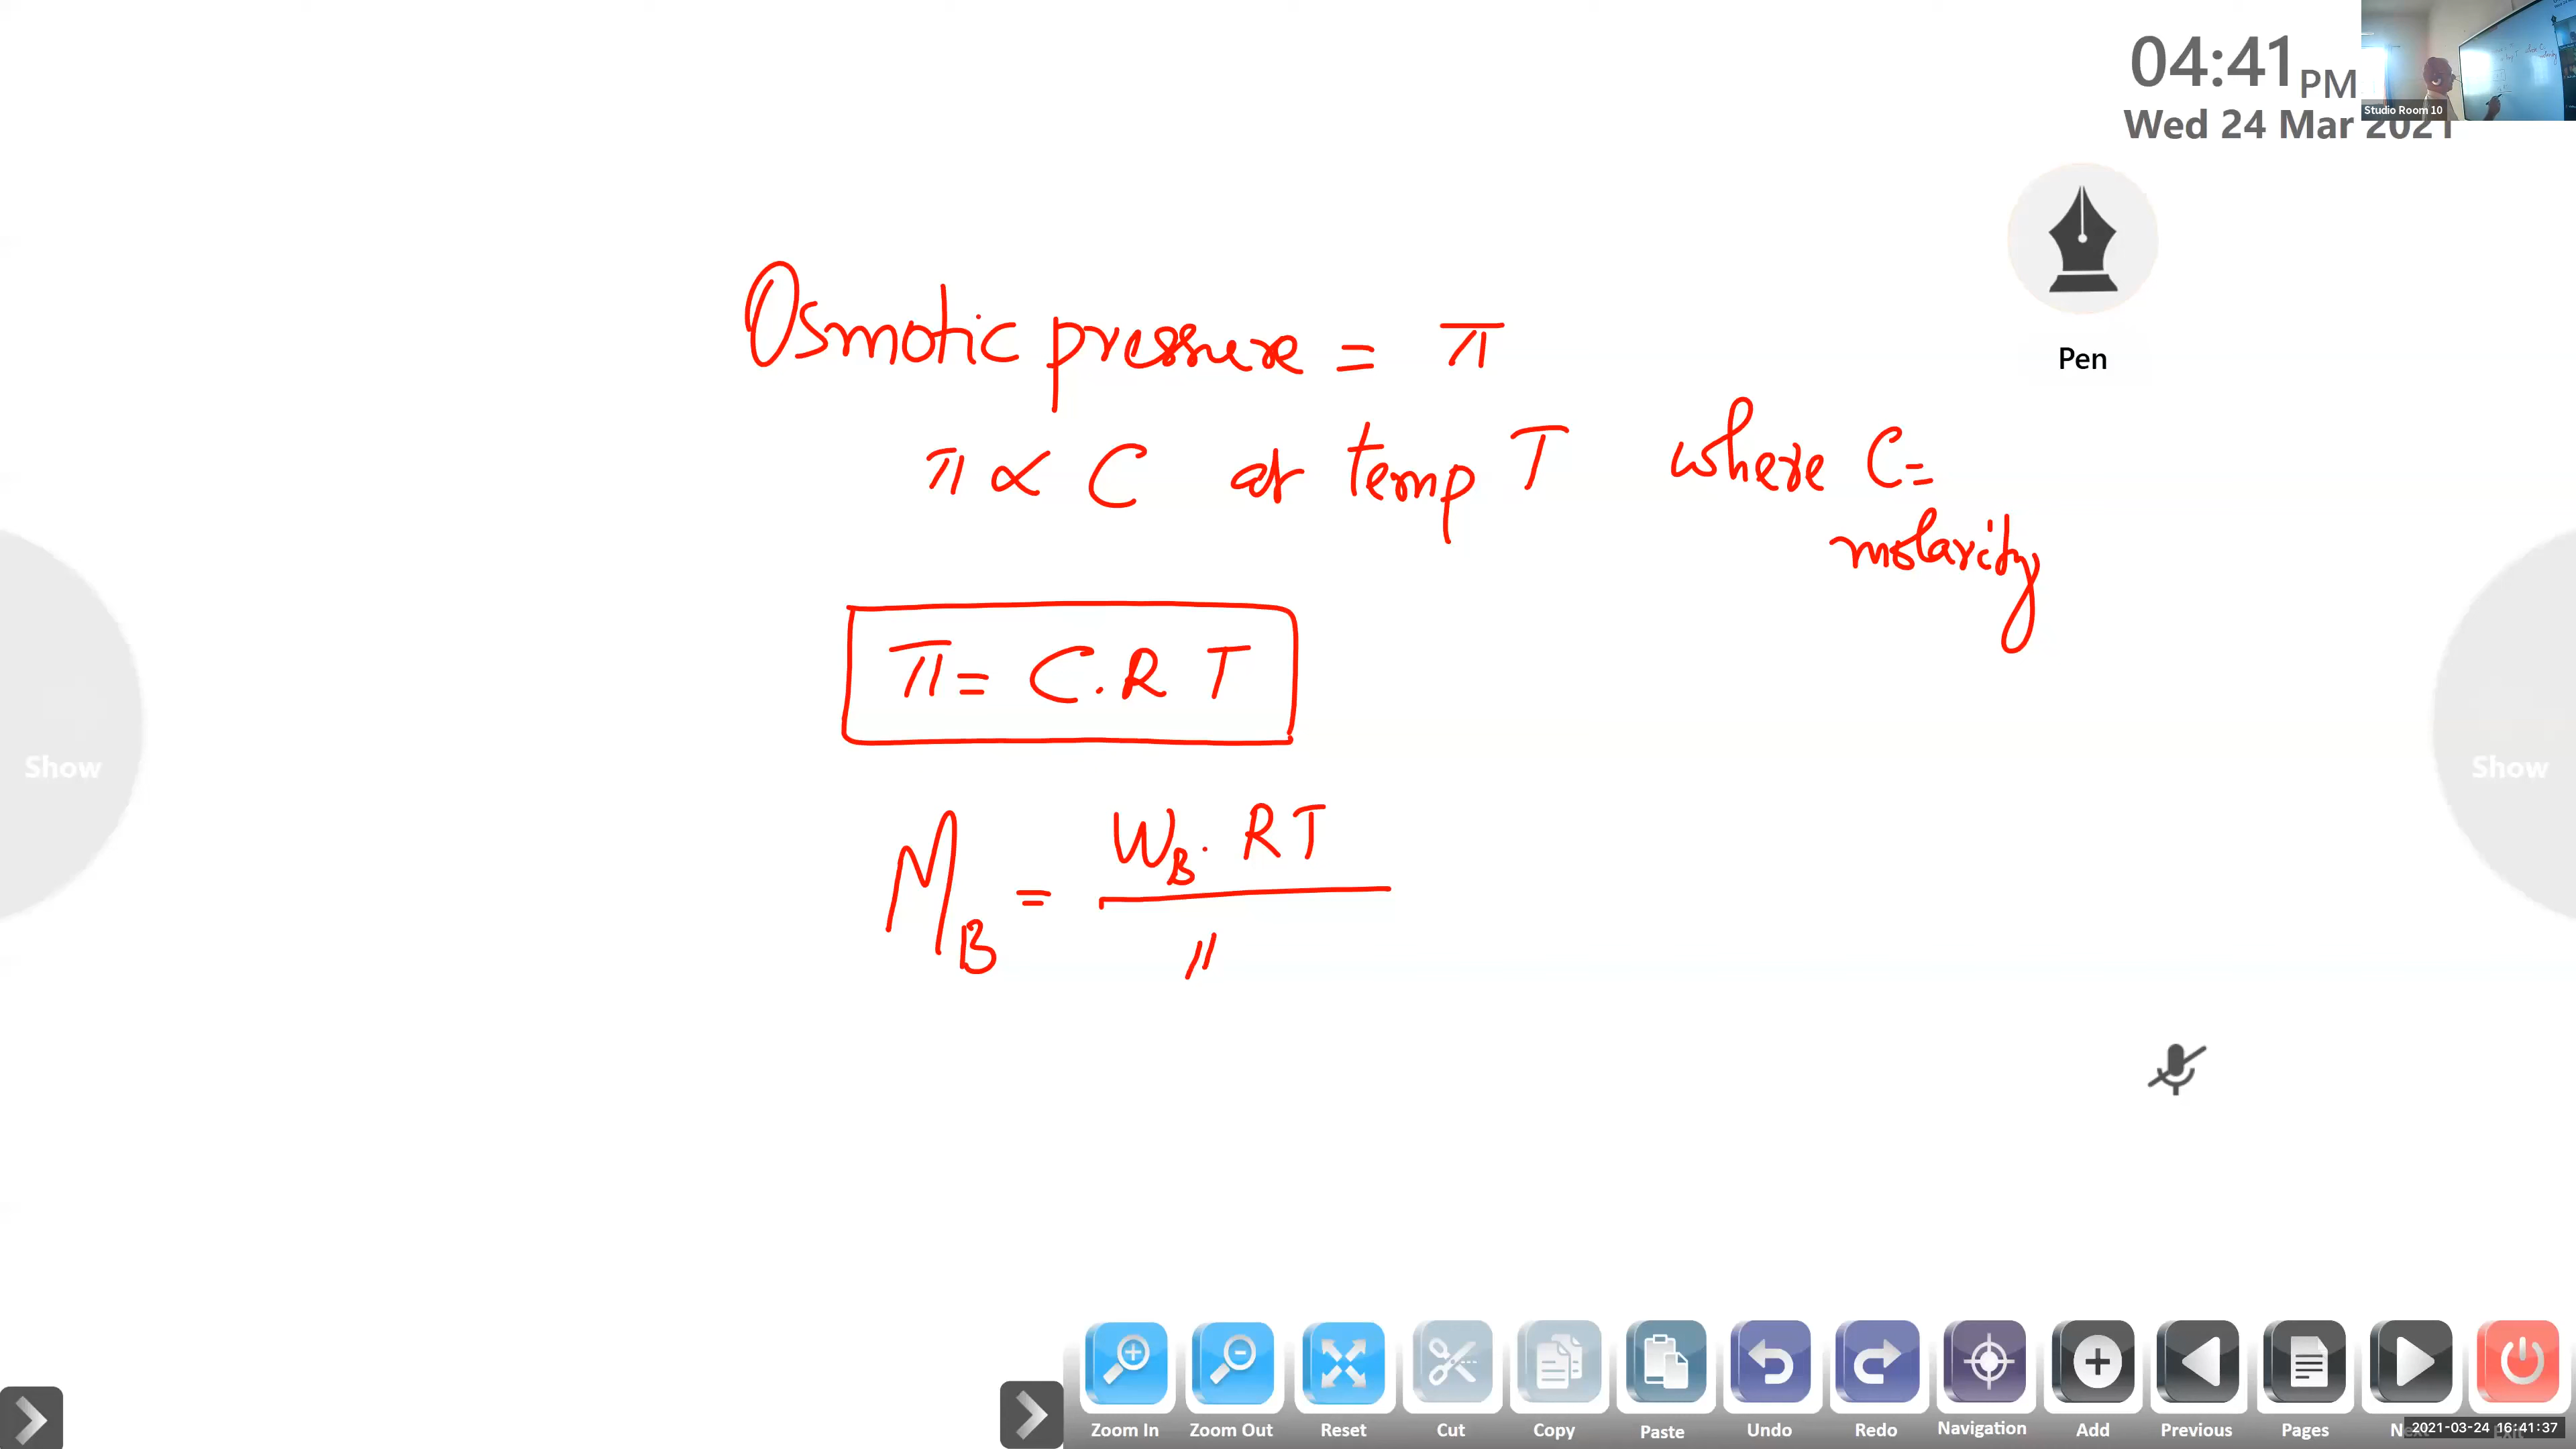 04:41 PM
Studio Room 10
Wed 24 Mar 2021
Pen
Osmotic pressure = π
π ∝ C at temp T where C =
molarity
π = C . R T
Show
Show
M_B = W_B . RT
Zoom In
Zoom Out
Reset
Cut
Copy
Paste
Undo
Redo
Navigation
Add
Previous
Pages
2021-03-24 16:41:37